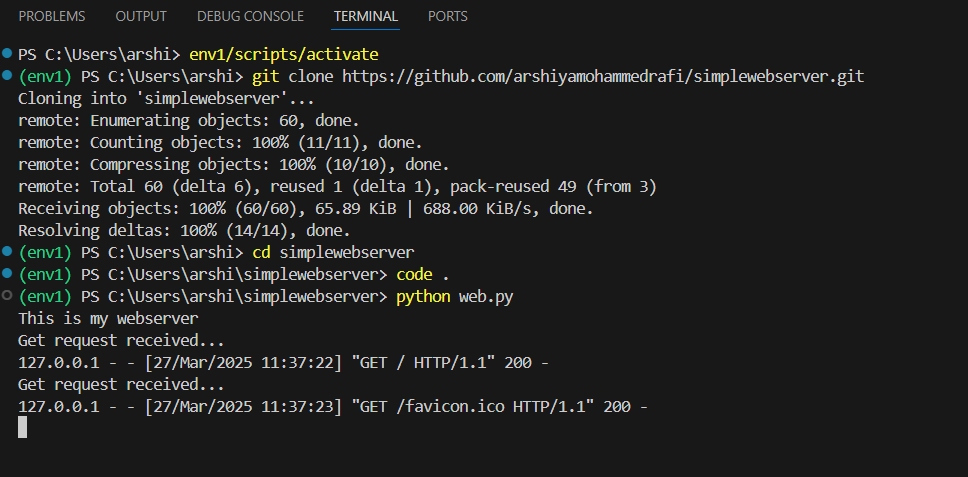 PROBLEMS OUTPUT DEBUG CONSOLE TERMINAL PORTS
PS C:\Users\arshi> env1/scripts/activate
(env1) PS C:\Users\arshi> git clone https://github.com/arshiyamohammedrafi/simplewebserver.git
Cloning into 'simplewebserver'...
remote: Enumerating objects: 60, done.
remote: Counting objects: 100% (11/11), done.
remote: Compressing objects: 100% (10/10), done.
remote: Total 60 (delta 6), reused 1 (delta 1), pack-reused 49 (from 3)
Receiving objects: 100% (60/60), 65.89 KiB | 688.00 KiB/s, done.
Resolving deltas: 100% (14/14), done.
(env1) PS C:\Users\arshi> cd simplewebserver
(env1) PS C:\Users\arshi\simplewebserver> code .
(env1) PS C:\Users\arshi\simplewebserver> python web.py
This is my webserver
Get request received...
127.0.0.1 - - [27/Mar/2025 11:37:22] "GET / HTTP/1.1" 200 -
Get request received...
127.0.0.1 - - [27/Mar/2025 11:37:23] "GET /favicon.ico HTTP/1.1" 200 -